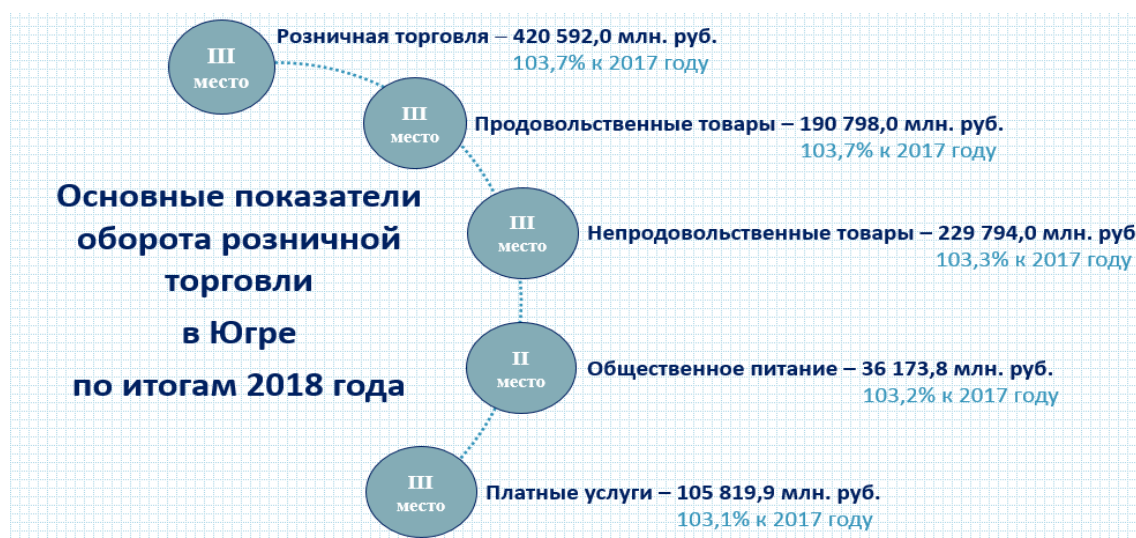 III
место
Розничная торговля – 420 592,0 млн. руб.
103,7% к 2017 году
III
место
Продовольственные товары – 190 798,0 млн. руб.
103,7% к 2017 году
Основные показатели
оборота розничной
торговли
в Югре
по итогам 2018 года
III
место
Непродовольственные товары – 229 794,0 млн. руб
103,3% к 2017 году
II
место
Общественное питание – 36 173,8 млн. руб.
103,2% к 2017 году
III
место
Платные услуги – 105 819,9 млн. руб.
103,1% к 2017 году